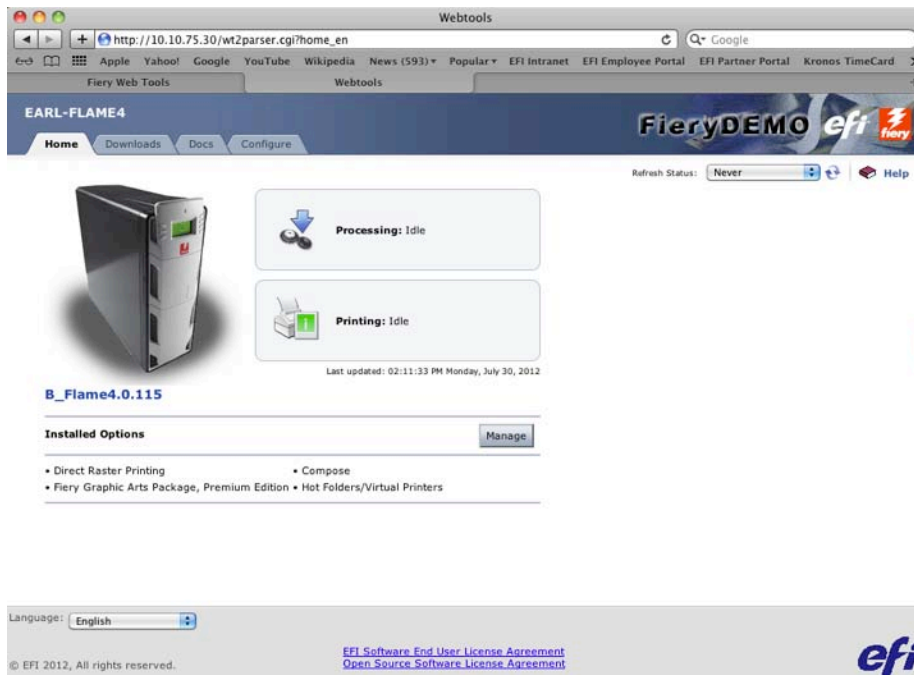 Webtools
http://10.10.75.30/wt2parser.cgi?home_en
Google
Apple Yahoo! Google YouTube Wikipedia News (593) Popular EFI Intranet EFI Employee Portal EFI Partner Portal Kronos TimeCard
Fiery Web Tools Webtools
EARL-FLAME4
FieryDEMO efi fiery
Home Downloads Docs Configure
Refresh Status: Never Help
Processing: Idle
Printing: Idle
Last updated: 02:11:33 PM Monday, July 30, 2012
B_Flame4.0.115
Installed Options Manage
• Direct Raster Printing • Compose
• Fiery Graphic Arts Package, Premium Edition • Hot Folders/Virtual Printers
Language: English
EFI Software End User License Agreement
© EFI 2012, All rights reserved. Open Source Software License Agreement
efi